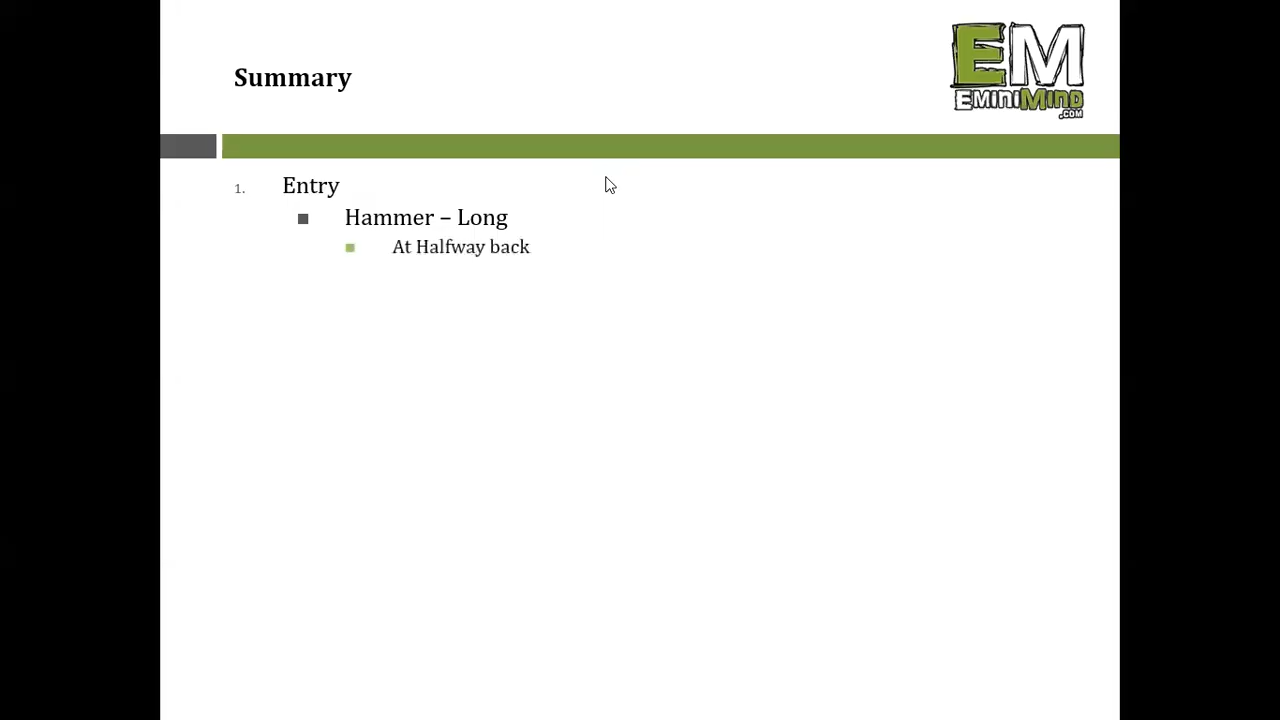 Summary
EM
EMiniMind
.COM
1. Entry
Hammer – Long
At Halfway back